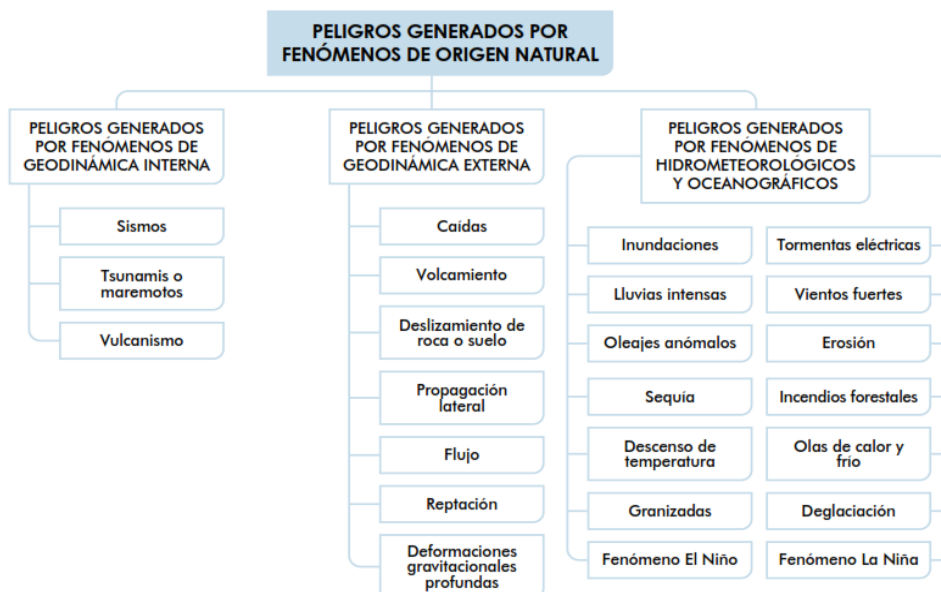 PELIGROS GENERADOS POR
FENÓMENOS DE ORIGEN NATURAL
PELIGROS GENERADOS
POR FENÓMENOS DE
GEODINÁMICA INTERNA
Sismos
Tsunamis o
maremotos
Vulcanismo
PELIGROS GENERADOS
POR FENÓMENOS DE
GEODINÁMICA EXTERNA
Caídas
Volcamiento
Deslizamiento de
roca o suelo
Propagación
lateral
Flujo
Reptación
Deformaciones
gravitacionales
profundas
PELIGROS GENERADOS
POR FENÓMENOS DE
HIDROMETEOROLÓGICOS
Y OCEANOGRÁFICOS
Inundaciones
Lluvias intensas
Oleajes anómalos
Sequía
Descenso de
temperatura
Granizadas
Fenómeno El Niño
Tormentas eléctricas
Vientos fuertes
Erosión
Incendios forestales
Olas de calor y
frío
Deglaciación
Fenómeno La Niña